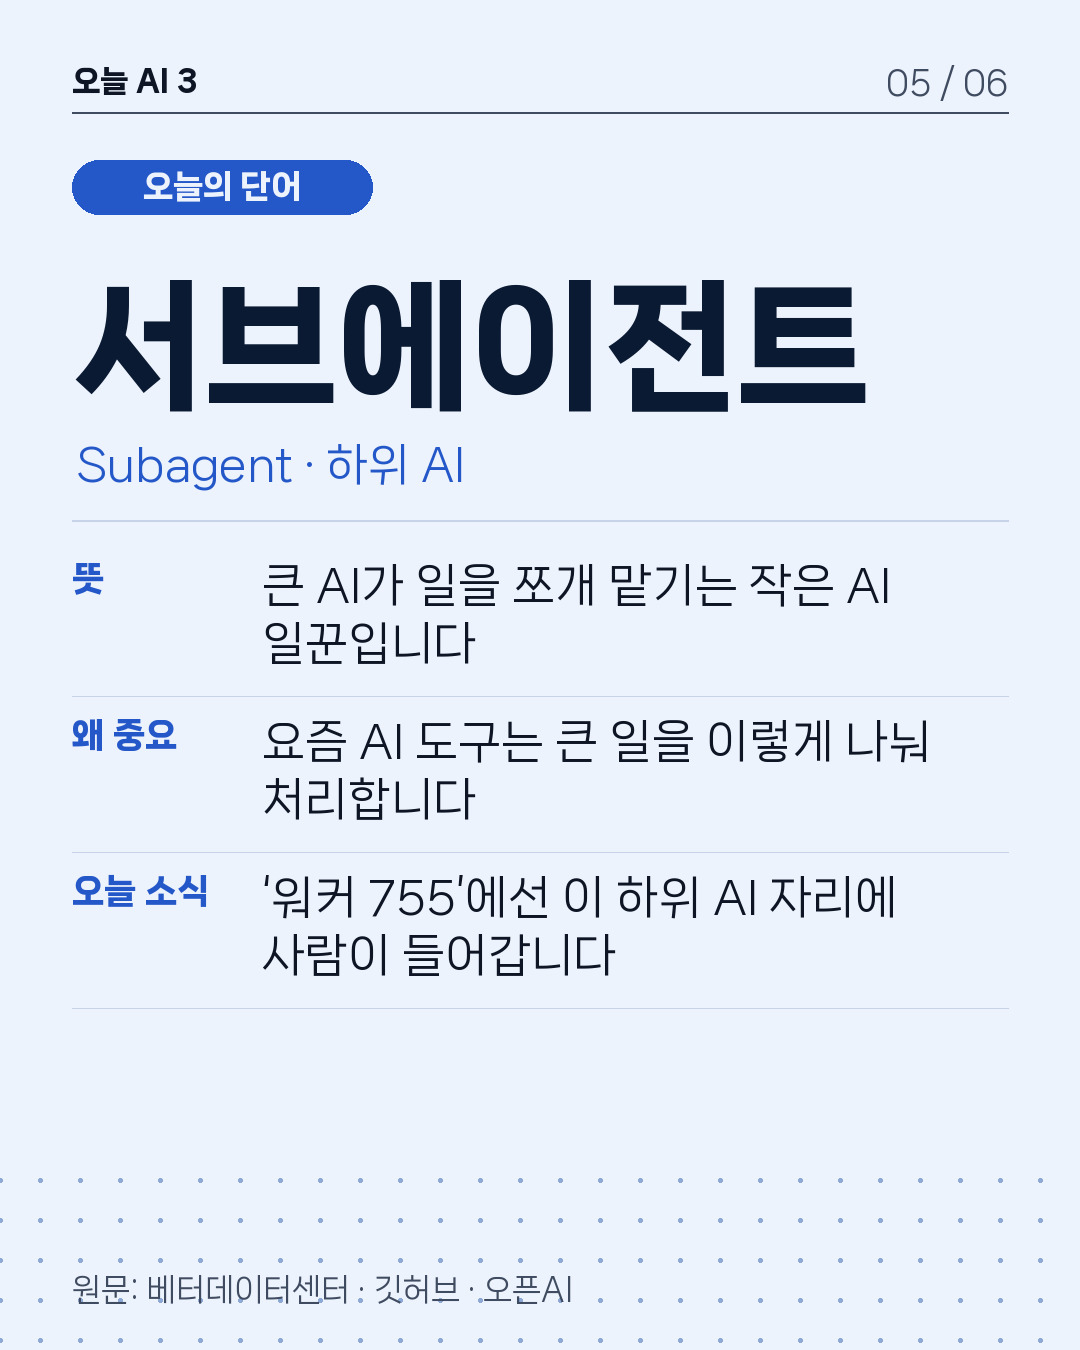 오늘 AI 3
05 / 06
오늘의 단어
서브에이전트
Subagent · 하위 AI
뜻
큰 AI가 일을 쪼개 맡기는 작은 AI
일꾼입니다
왜 중요
요즘 AI 도구는 큰 일을 이렇게 나눠
처리합니다
오늘 소식
'워커 755'에선 이 하위 AI 자리에
사람이 들어갑니다
원문: 베터데이터센터 · 깃허브 · 오픈AI